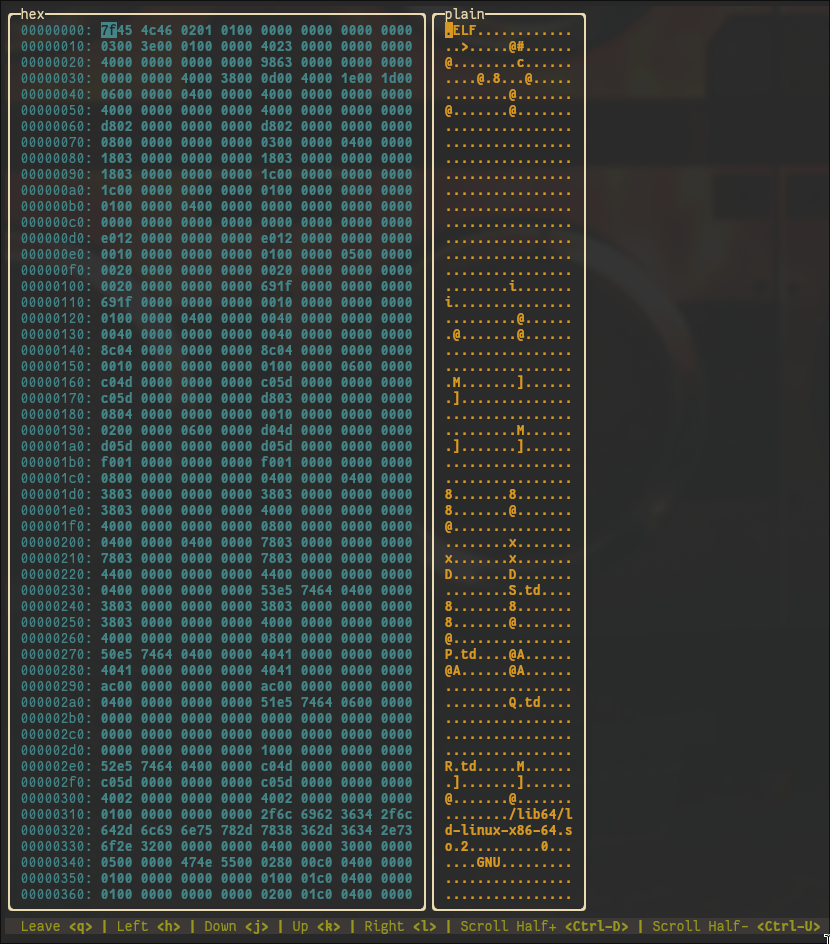 hex plain
00000000: 7f45 4c46 0201 0100 0000 0000 0000 0000 .ELF............
00000010: 0300 3e00 0100 0000 4023 0000 0000 0000 ..>.....@#......
00000020: 4000 0000 0000 0000 9863 0000 0000 0000 @........c......
00000030: 0000 0000 4000 3800 0d00 4000 1e00 1d00 ....@.8...@.....
00000040: 0600 0000 0400 0000 4000 0000 0000 0000 ........@.......
00000050: 4000 0000 0000 0000 4000 0000 0000 0000 @.......@.......
00000060: d802 0000 0000 0000 d802 0000 0000 0000 ................
00000070: 0800 0000 0000 0000 0300 0000 0400 0000 ................
00000080: 1803 0000 0000 0000 1803 0000 0000 0000 ................
00000090: 1803 0000 0000 0000 1c00 0000 0000 0000 ................
000000a0: 1c00 0000 0000 0000 0100 0000 0000 0000 ................
000000b0: 0100 0000 0400 0000 0000 0000 0000 0000 ................
000000c0: 0000 0000 0000 0000 0000 0000 0000 0000 ................
000000d0: e012 0000 0000 0000 e012 0000 0000 0000 ................
000000e0: 0010 0000 0000 0000 0100 0000 0500 0000 ................
000000f0: 0020 0000 0000 0000 0020 0000 0000 0000 ................
00000100: 0020 0000 0000 0000 691f 0000 0000 0000 ........i.......
00000110: 691f 0000 0000 0000 0010 0000 0000 0000 i...............
00000120: 0100 0000 0400 0000 0040 0000 0000 0000 .........@......
00000130: 0040 0000 0000 0000 0040 0000 0000 0000 .@.......@......
00000140: 8c04 0000 0000 0000 8c04 0000 0000 0000 ................
00000150: 0010 0000 0000 0000 0100 0000 0600 0000 ................
00000160: c04d 0000 0000 0000 c05d 0000 0000 0000 .M.......]......
00000170: c05d 0000 0000 0000 d803 0000 0000 0000 .]..............
00000180: 0804 0000 0000 0000 0010 0000 0000 0000 ................
00000190: 0200 0000 0600 0000 d04d 0000 0000 0000 .........M......
000001a0: d05d 0000 0000 0000 d05d 0000 0000 0000 .].......]......
000001b0: f001 0000 0000 0000 f001 0000 0000 0000 ................
000001c0: 0800 0000 0000 0000 0400 0000 0400 0000 ................
000001d0: 3803 0000 0000 0000 3803 0000 0000 0000 8.......8.......
000001e0: 3803 0000 0000 0000 4000 0000 0000 0000 8.......@.......
000001f0: 4000 0000 0000 0000 0800 0000 0000 0000 @...............
00000200: 0400 0000 0400 0000 7803 0000 0000 0000 ........x.......
00000210: 7803 0000 0000 0000 7803 0000 0000 0000 x.......x.......
00000220: 4400 0000 0000 0000 4400 0000 0000 0000 D.......D.......
00000230: 0400 0000 0000 0000 53e5 7464 0400 0000 ........S.td....
00000240: 3803 0000 0000 0000 3803 0000 0000 0000 8.......8.......
00000250: 3803 0000 0000 0000 4000 0000 0000 0000 8.......@.......
00000260: 4000 0000 0000 0000 0800 0000 0000 0000 @...............
00000270: 50e5 7464 0400 0000 4041 0000 0000 0000 P.td....@A......
00000280: 4041 0000 0000 0000 4041 0000 0000 0000 @A......@A......
00000290: ac00 0000 0000 0000 ac00 0000 0000 0000 ................
000002a0: 0400 0000 0000 0000 51e5 7464 0600 0000 ........Q.td....
000002b0: 0000 0000 0000 0000 0000 0000 0000 0000 ................
000002c0: 0000 0000 0000 0000 0000 0000 0000 0000 ................
000002d0: 0000 0000 0000 0000 1000 0000 0000 0000 ................
000002e0: 52e5 7464 0400 0000 c04d 0000 0000 0000 R.td.....M......
000002f0: c05d 0000 0000 0000 c05d 0000 0000 0000 .].......]......
00000300: 4002 0000 0000 0000 4002 0000 0000 0000 @.......@.......
00000310: 0100 0000 0000 0000 2f6c 6962 3634 2f6c ......../lib64/l
00000320: 642d 6c69 6e75 782d 7838 362d 3634 2e73 d-linux-x86-64.s
00000330: 6f2e 3200 0000 0000 0400 0000 3000 0000 o.2.........0...
00000340: 0500 0000 474e 5500 0280 00c0 0400 0000 ....GNU.........
00000350: 0100 0000 0000 0000 0100 01c0 0400 0000 ................
00000360: 0100 0000 0000 0000 0200 01c0 0400 0000 ................
Leave <q> | Left <h> | Down <j> | Up <k> | Right <l> | Scroll Half+ <Ctrl-D> | Scroll Half- <Ctrl-U>